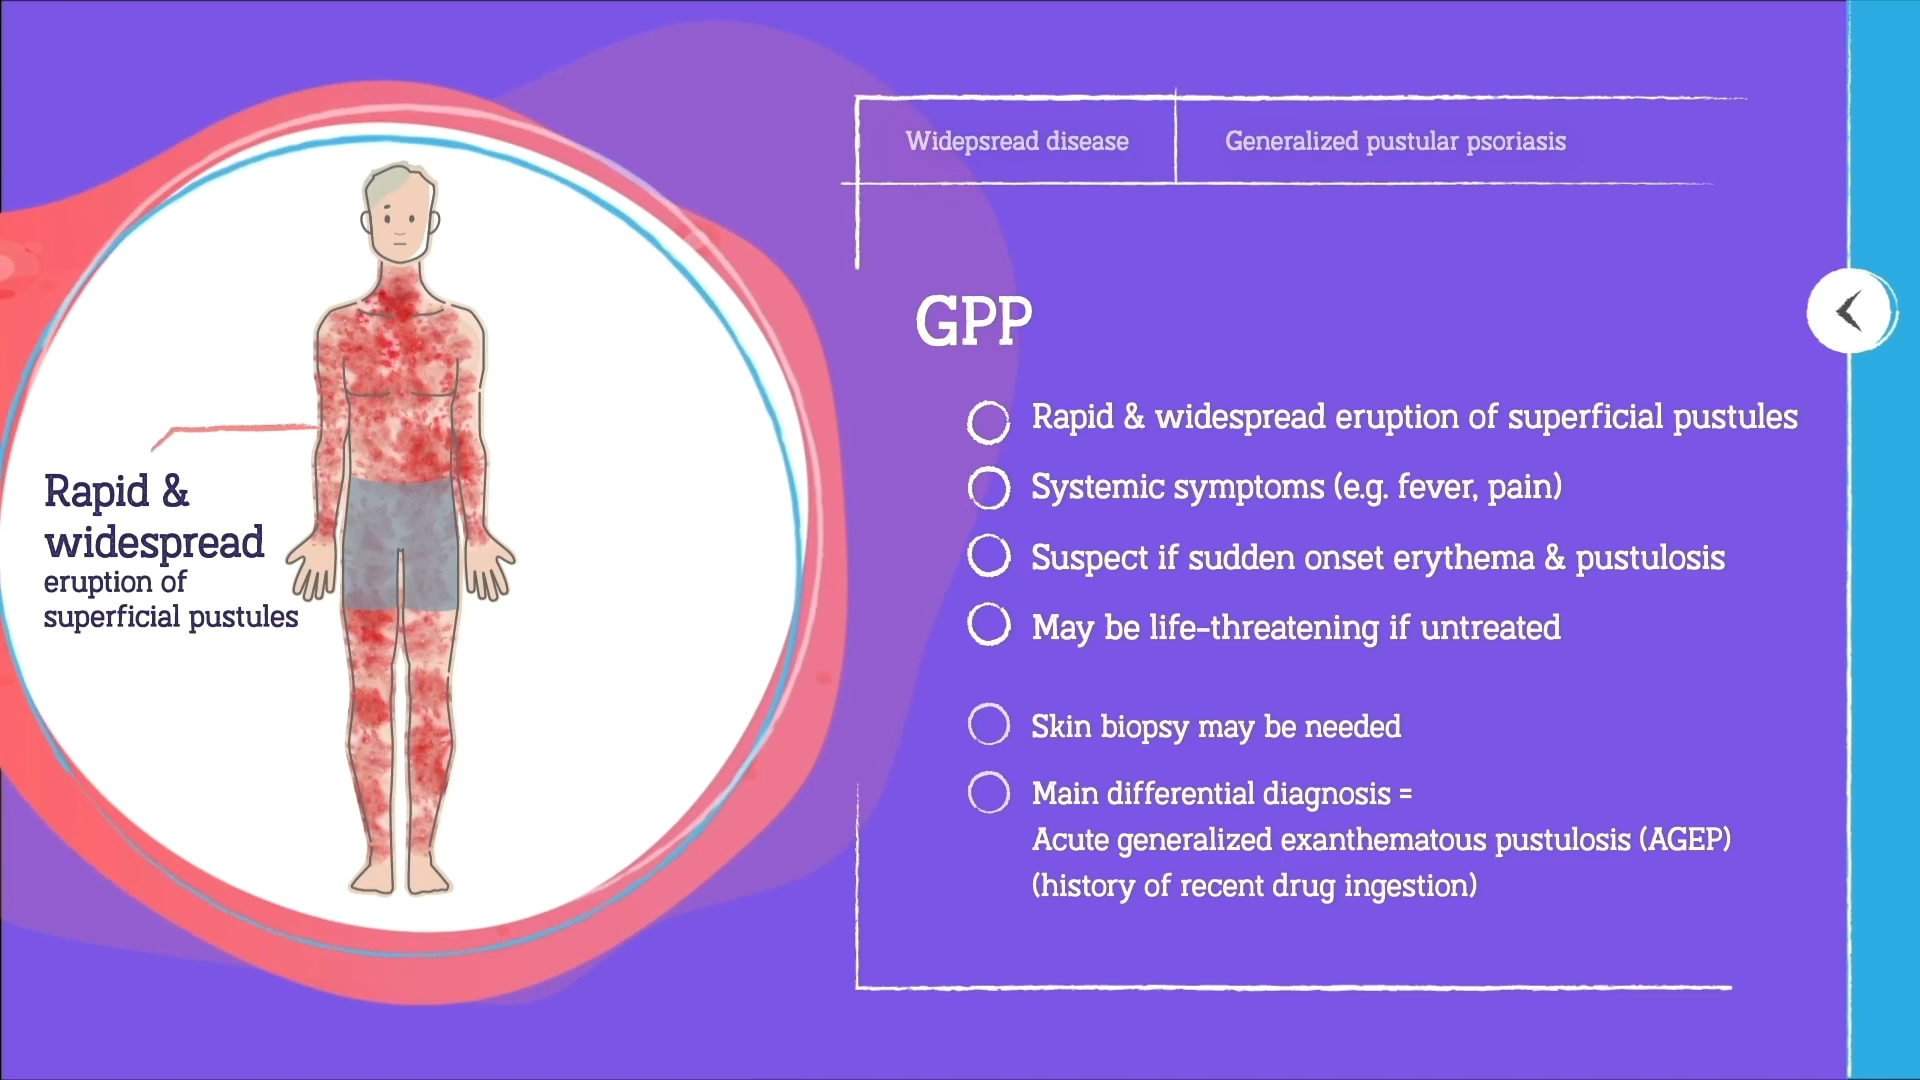 Widepsread disease
Generalized pustular psoriasis
GPP
Rapid & widespread eruption of superficial pustules
Systemic symptoms (e.g. fever, pain)
Suspect if sudden onset erythema & pustulosis
May be life-threatening if untreated
Skin biopsy may be needed
Main differential diagnosis =
Acute generalized exanthematous pustulosis (AGEP)
(history of recent drug ingestion)
Rapid &
widespread
eruption of
superficial pustules